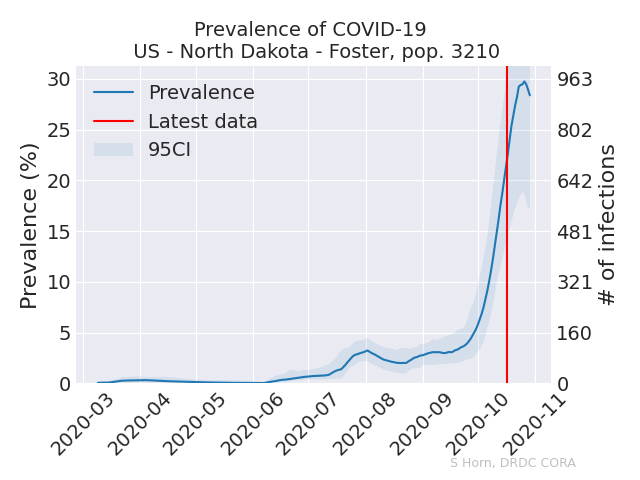 Prevalence of COVID-19
US - North Dakota - Foster, pop. 3210
Prevalence
Latest data
95CI
Prevalence (%)
30
25
20
15
10
5
0
963
802
642
481
321
160
0
# of infections
2020-03
2020-04
2020-05
2020-06
2020-07
2020-08
2020-09
2020-10
2020-11
S Horn, DRDC CORA